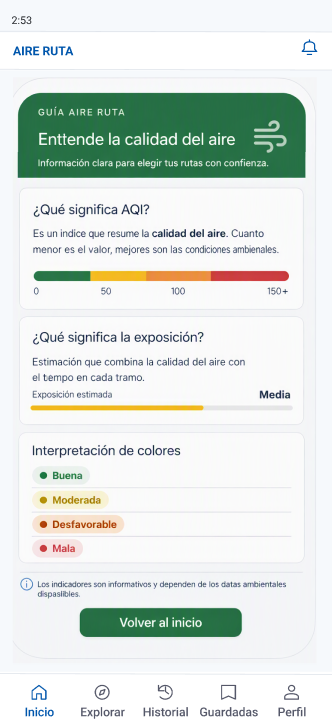 2:53
AIRE RUTA
GUÍA AIRE RUTA
Enttende la calidad del aire
Información clara para elegir tus rutas con confienza.
¿Qué significa AQI?
Es un indice que resume la calidad del aire. Cuanto
menor es el valor, mejores son las condiciones ambienales.
0 50 100 150+
¿Qué significa la exposición?
Estimación que combina la calidad del aire con
el tiempo en cada tramo.
Exposición estimada Media
Interpretación de colores
Buena
Moderada
Desfavorable
Mala
Los indicadores son informativos y dependen de los datas ambientales
dispaslibles.
Volver al inicio
Inicio Explorar Historial Guardadas Perfil